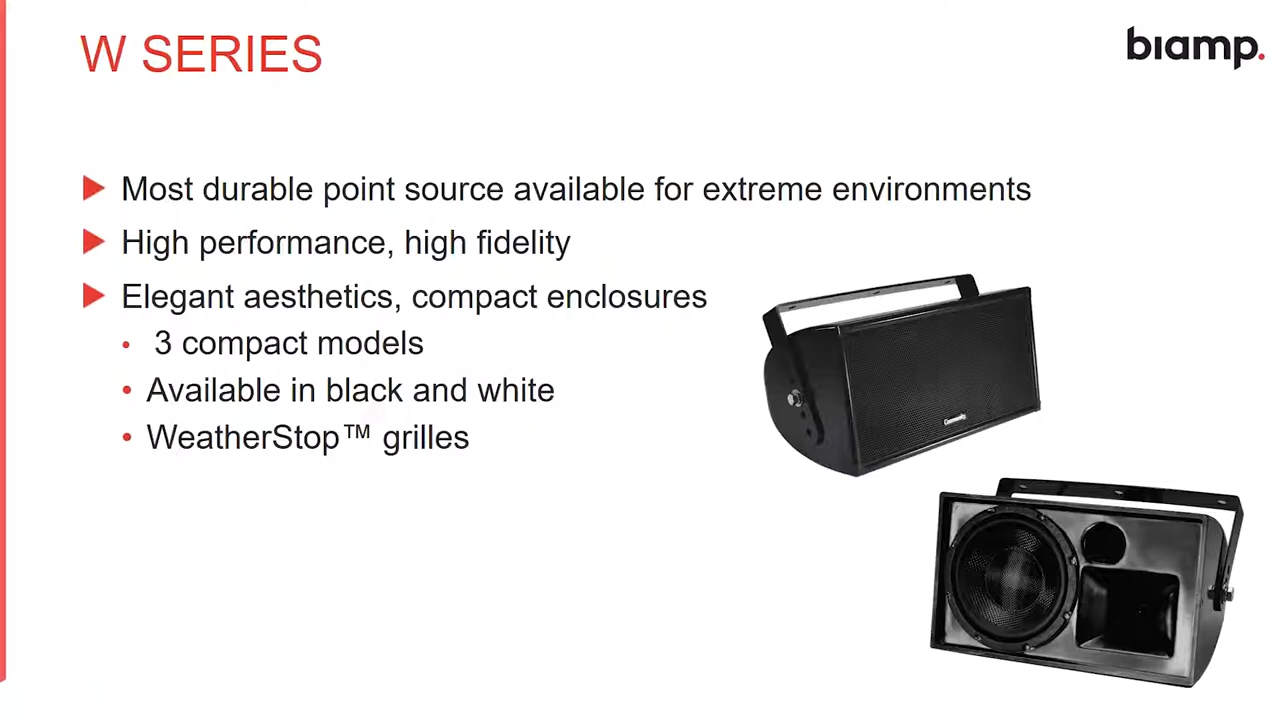 W SERIES
biamp.
Most durable point source available for extreme environments
High performance, high fidelity
Elegant aesthetics, compact enclosures
3 compact models
Available in black and white
WeatherStop™ grilles
Community